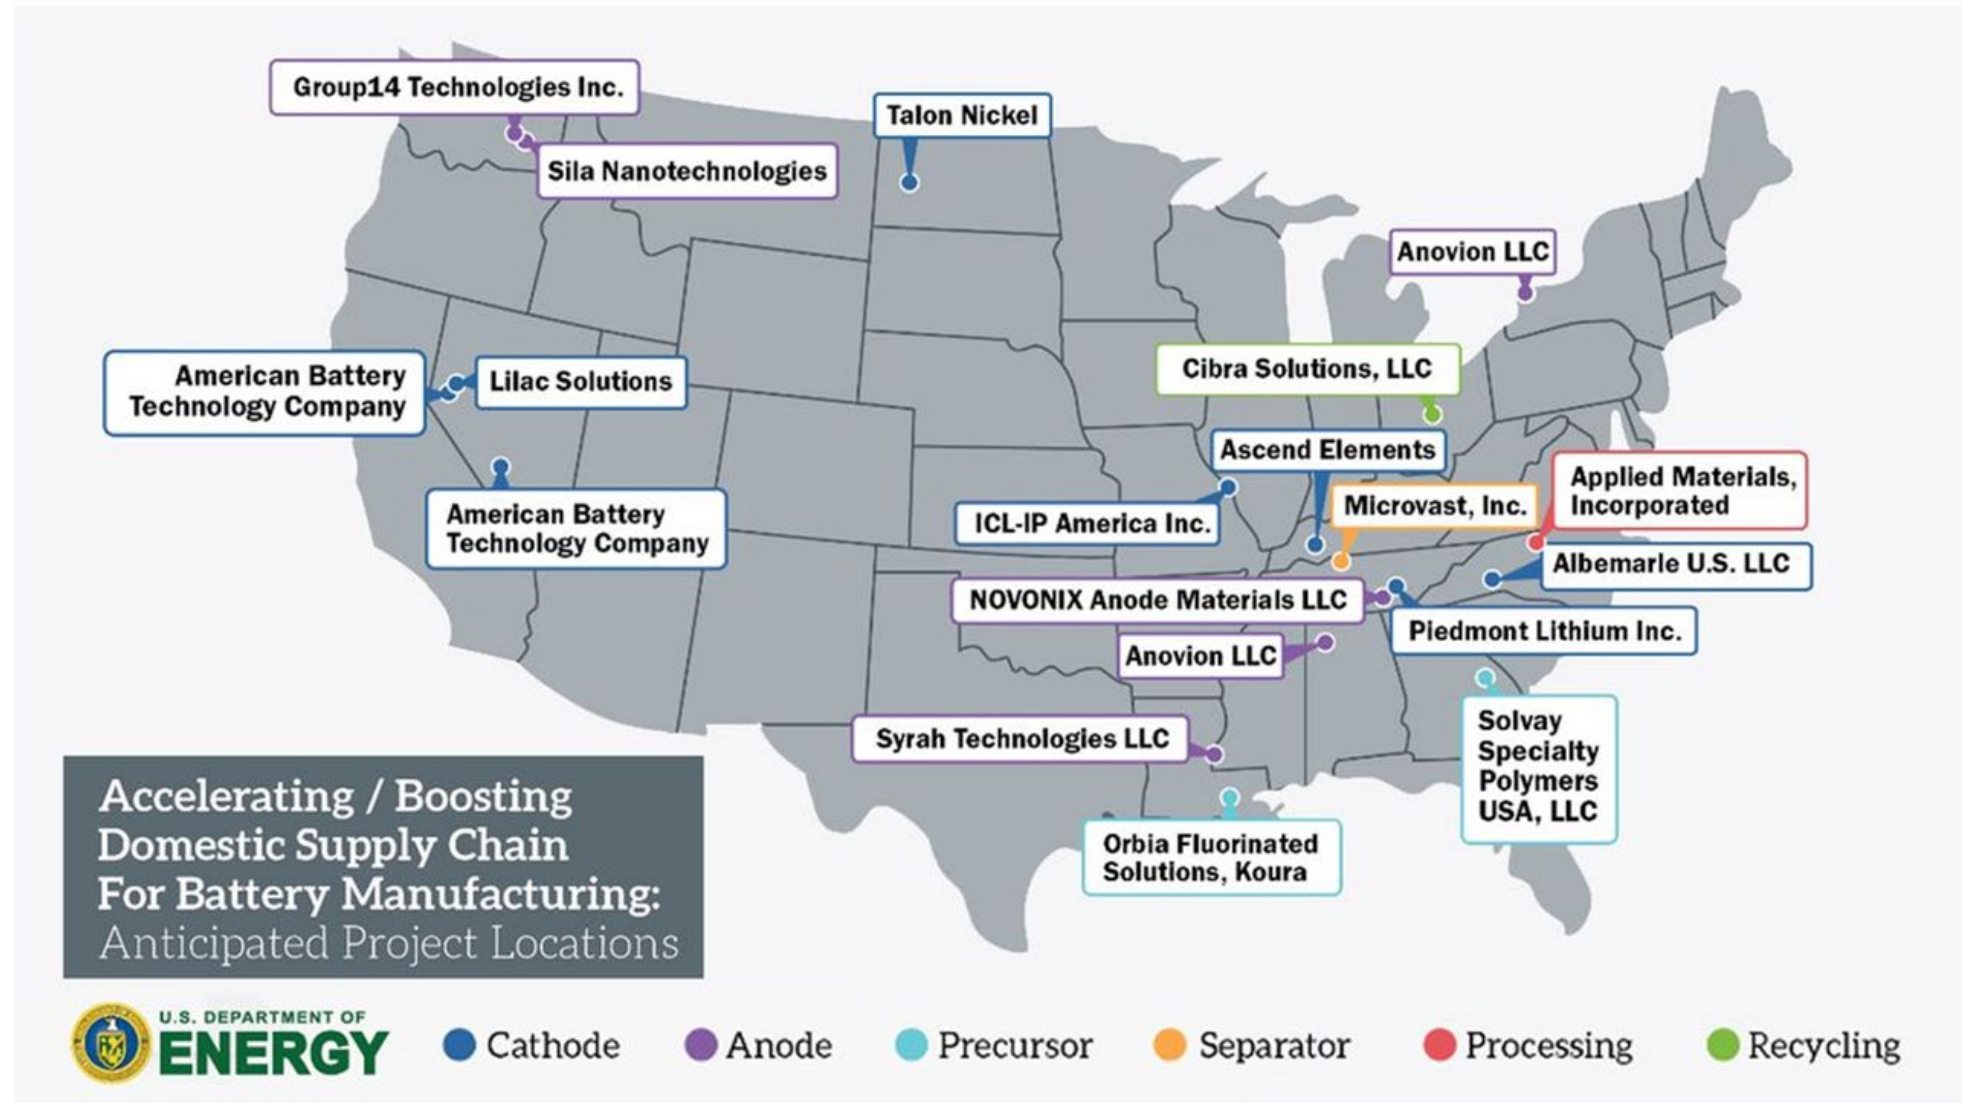 Group14 Technologies Inc.
Sila Nanotechnologies
Talon Nickel
Anovion LLC
American Battery
Technology Company
Lilac Solutions
Cibra Solutions, LLC
American Battery
Technology Company
Ascend Elements
ICL-IP America Inc.
Microvast, Inc.
Applied Materials,
Incorporated
Albemarle U.S. LLC
NOVONIX Anode Materials LLC
Piedmont Lithium Inc.
Anovion LLC
Syrah Technologies LLC
Solvay
Specialty
Polymers
USA, LLC
Orbia Fluorinated
Solutions, Koura
Accelerating / Boosting
Domestic Supply Chain
For Battery Manufacturing:
Anticipated Project Locations
U.S. DEPARTMENT OF
ENERGY
Cathode
Anode
Precursor
Separator
Processing
Recycling